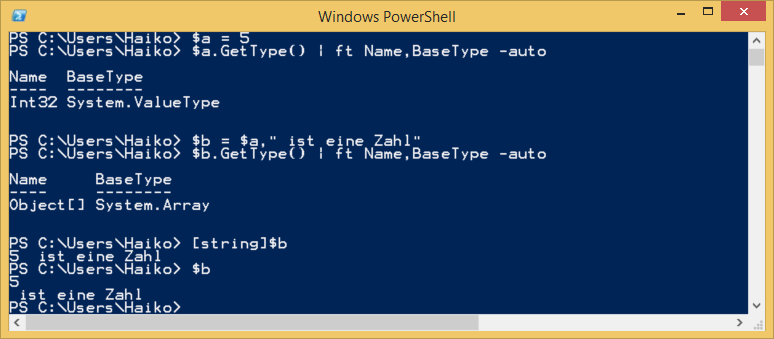 Windows PowerShell
PS C:\Users\Haiko> $a = 5
PS C:\Users\Haiko> $a.GetType() | ft Name,BaseType -auto
Name  BaseType
----  --------
Int32 System.ValueType
PS C:\Users\Haiko> $b = $a," ist eine Zahl"
PS C:\Users\Haiko> $b.GetType() | ft Name,BaseType -auto
Name     BaseType
----     --------
Object[] System.Array
PS C:\Users\Haiko> [string]$b
5  ist eine Zahl
PS C:\Users\Haiko> $b
5
 ist eine Zahl
PS C:\Users\Haiko>